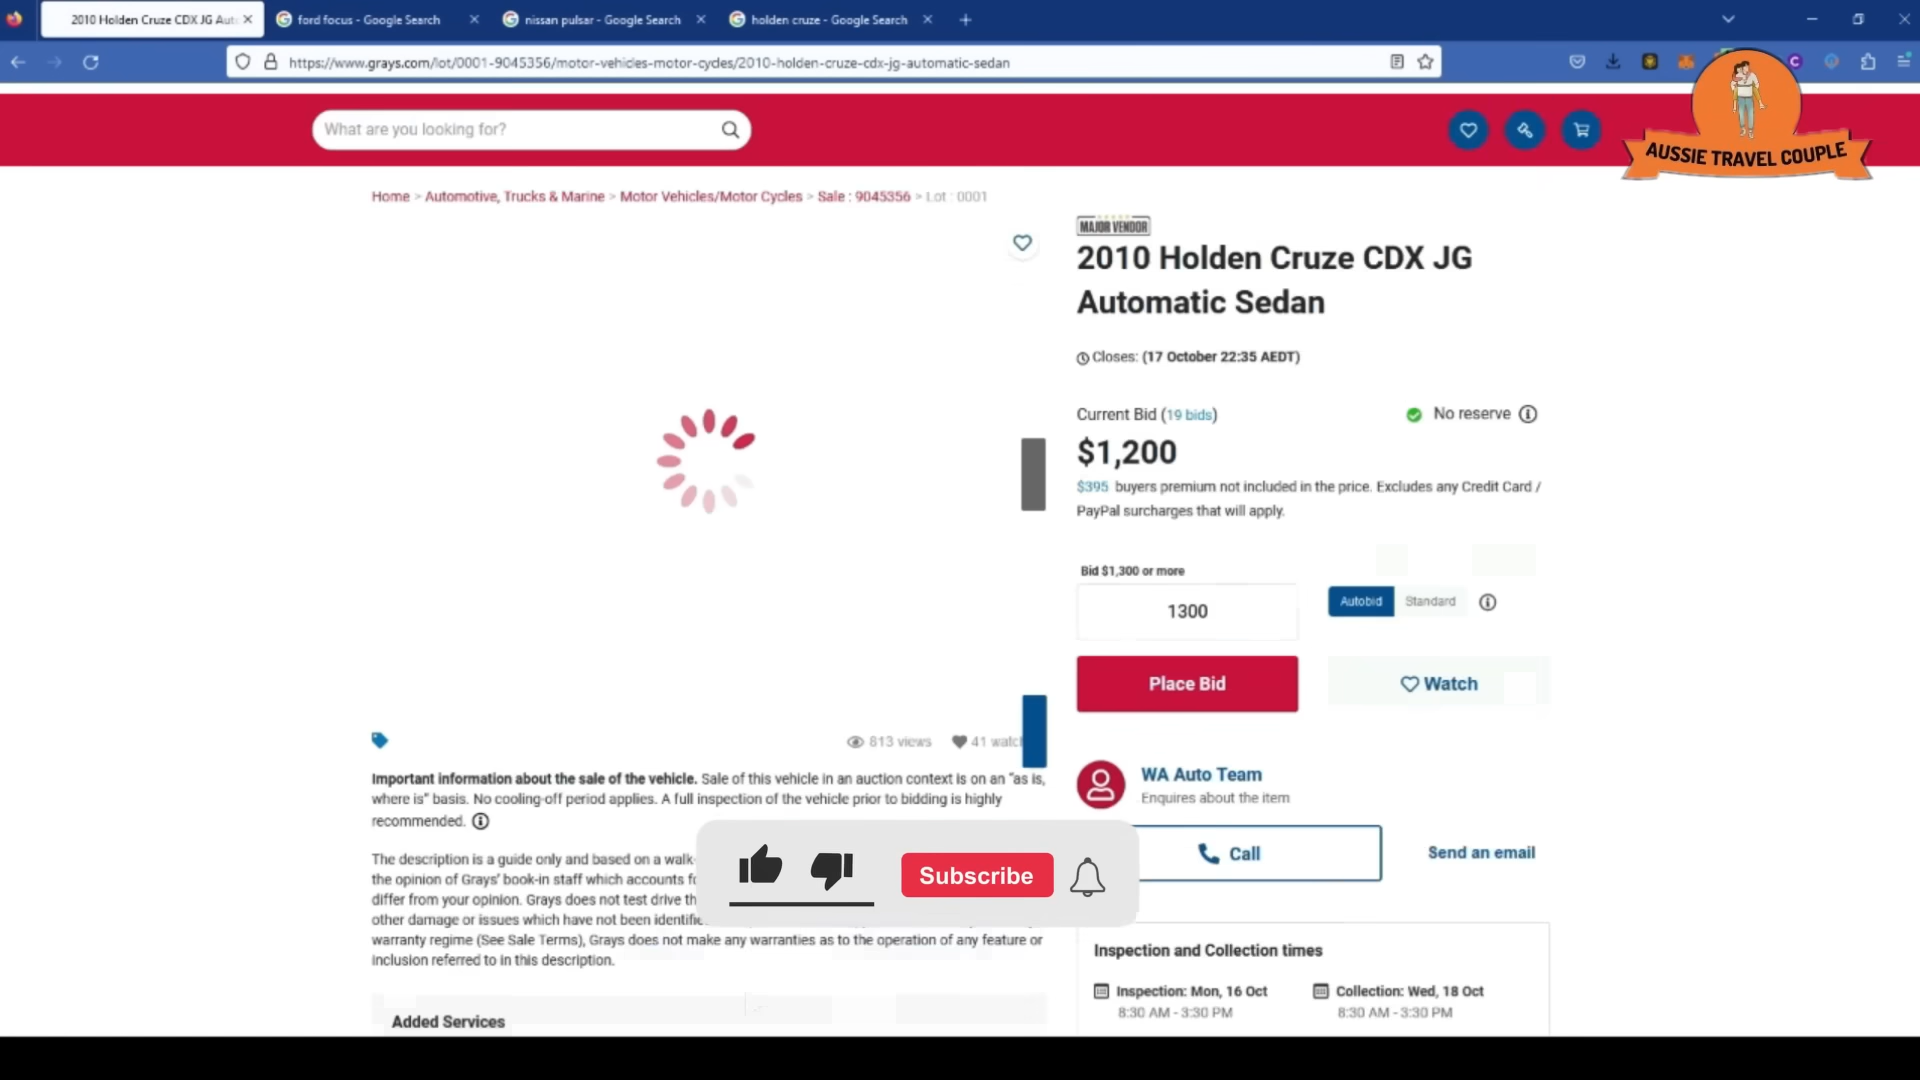 2010 Holden Cruze CDX JG Aut
ford focus - Google Search
nissan pulsar - Google Search
holden cruze - Google Search
https://www.grays.com/lot/0001-9045356/motor-vehicles-motor-cycles/2010-holden-cruze-cdx-jg-automatic-sedan
What are you looking for?
AUSSIE TRAVEL COUPLE
Home > Automotive, Trucks & Marine > Motor Vehicles/Motor Cycles > Sale : 9045356 > Lot : 0001
MAJOR VENDOR
2010 Holden Cruze CDX JG
Automatic Sedan
Closes: (17 October 22:35 AEDT)
Current Bid (19 bids)
No reserve
$1,200
$395 buyers premium not included in the price. Excludes any Credit Card /
PayPal surcharges that will apply.
Bid $1,300 or more
1300
Autobid
Standard
Place Bid
Watch
813 views
41 watc
Important information about the sale of the vehicle. Sale of this vehicle in an auction context is on an "as is,
where is" basis. No cooling-off period applies. A full inspection of the vehicle prior to bidding is highly
recommended.
WA Auto Team
Enquires about the item
Call
Send an email
The description is a guide only and based on a walk-
the opinion of Grays' book-in staff which accounts fo
differ from your opinion. Grays does not test drive th
other damage or issues which have not been identifie
warranty regime (See Sale Terms), Grays does not make any warranties as to the operation of any feature or
inclusion referred to in this description.
Subscribe
Added Services
Inspection and Collection times
Inspection: Mon, 16 Oct
8:30 AM - 3:30 PM
Collection: Wed, 18 Oct
8:30 AM - 3:30 PM